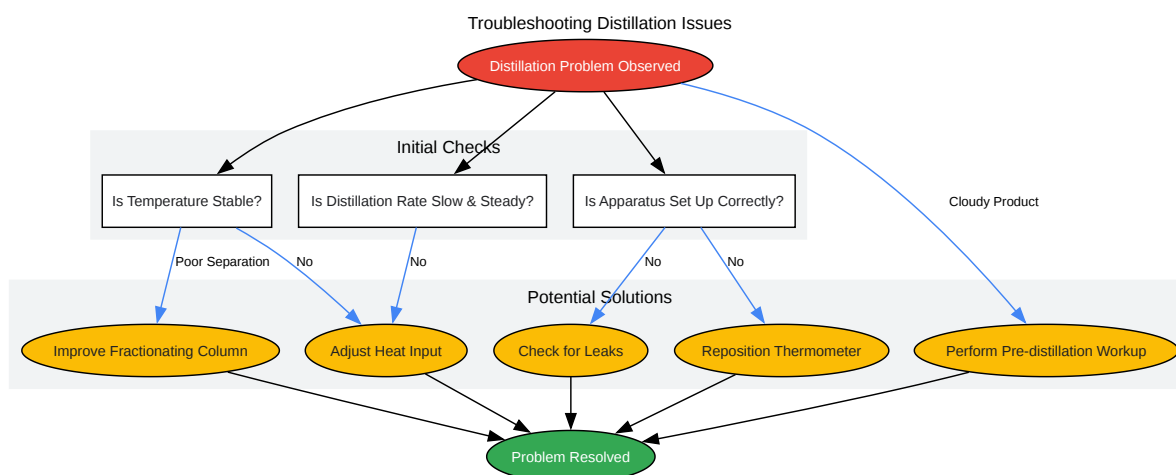 Troubleshooting Distillation Issues
Distillation Problem Observed
Initial Checks
Is Temperature Stable?
Is Distillation Rate Slow & Steady?
Is Apparatus Set Up Correctly?
Cloudy Product
Poor Separation
No
No
No
No
Potential Solutions
Improve Fractionating Column
Adjust Heat Input
Check for Leaks
Reposition Thermometer
Perform Pre-distillation Workup
Problem Resolved